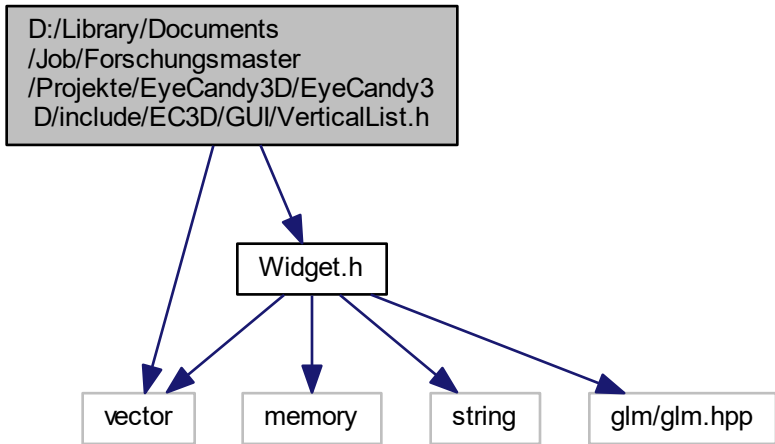 D:/Library/Documents
/Job/Forschungsmaster
/Projekte/EyeCandy3D/EyeCandy3
D/include/EC3D/GUI/VerticalList.h
Widget.h
vector
memory
string
glm/glm.hpp